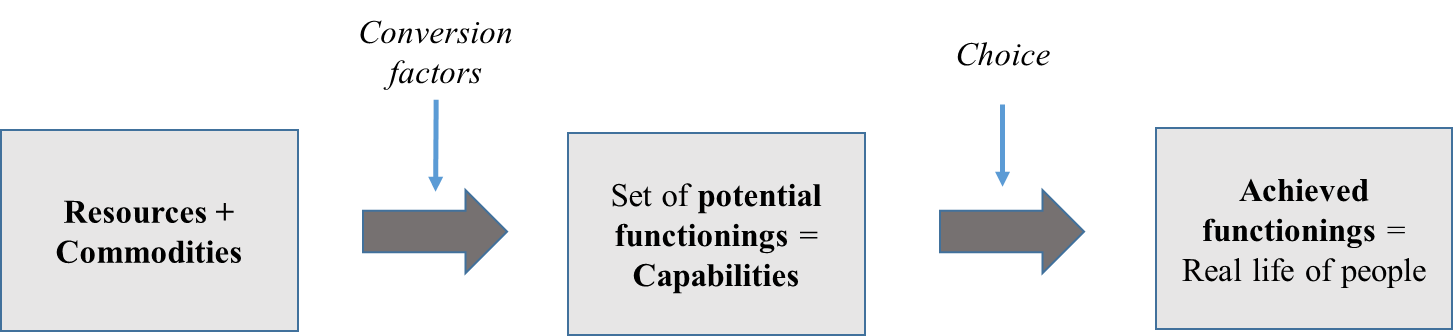 Conversion
factors
Choice
Resources +
Commodities
Set of potential
functionings =
Capabilities
Achieved
functionings =
Real life of people